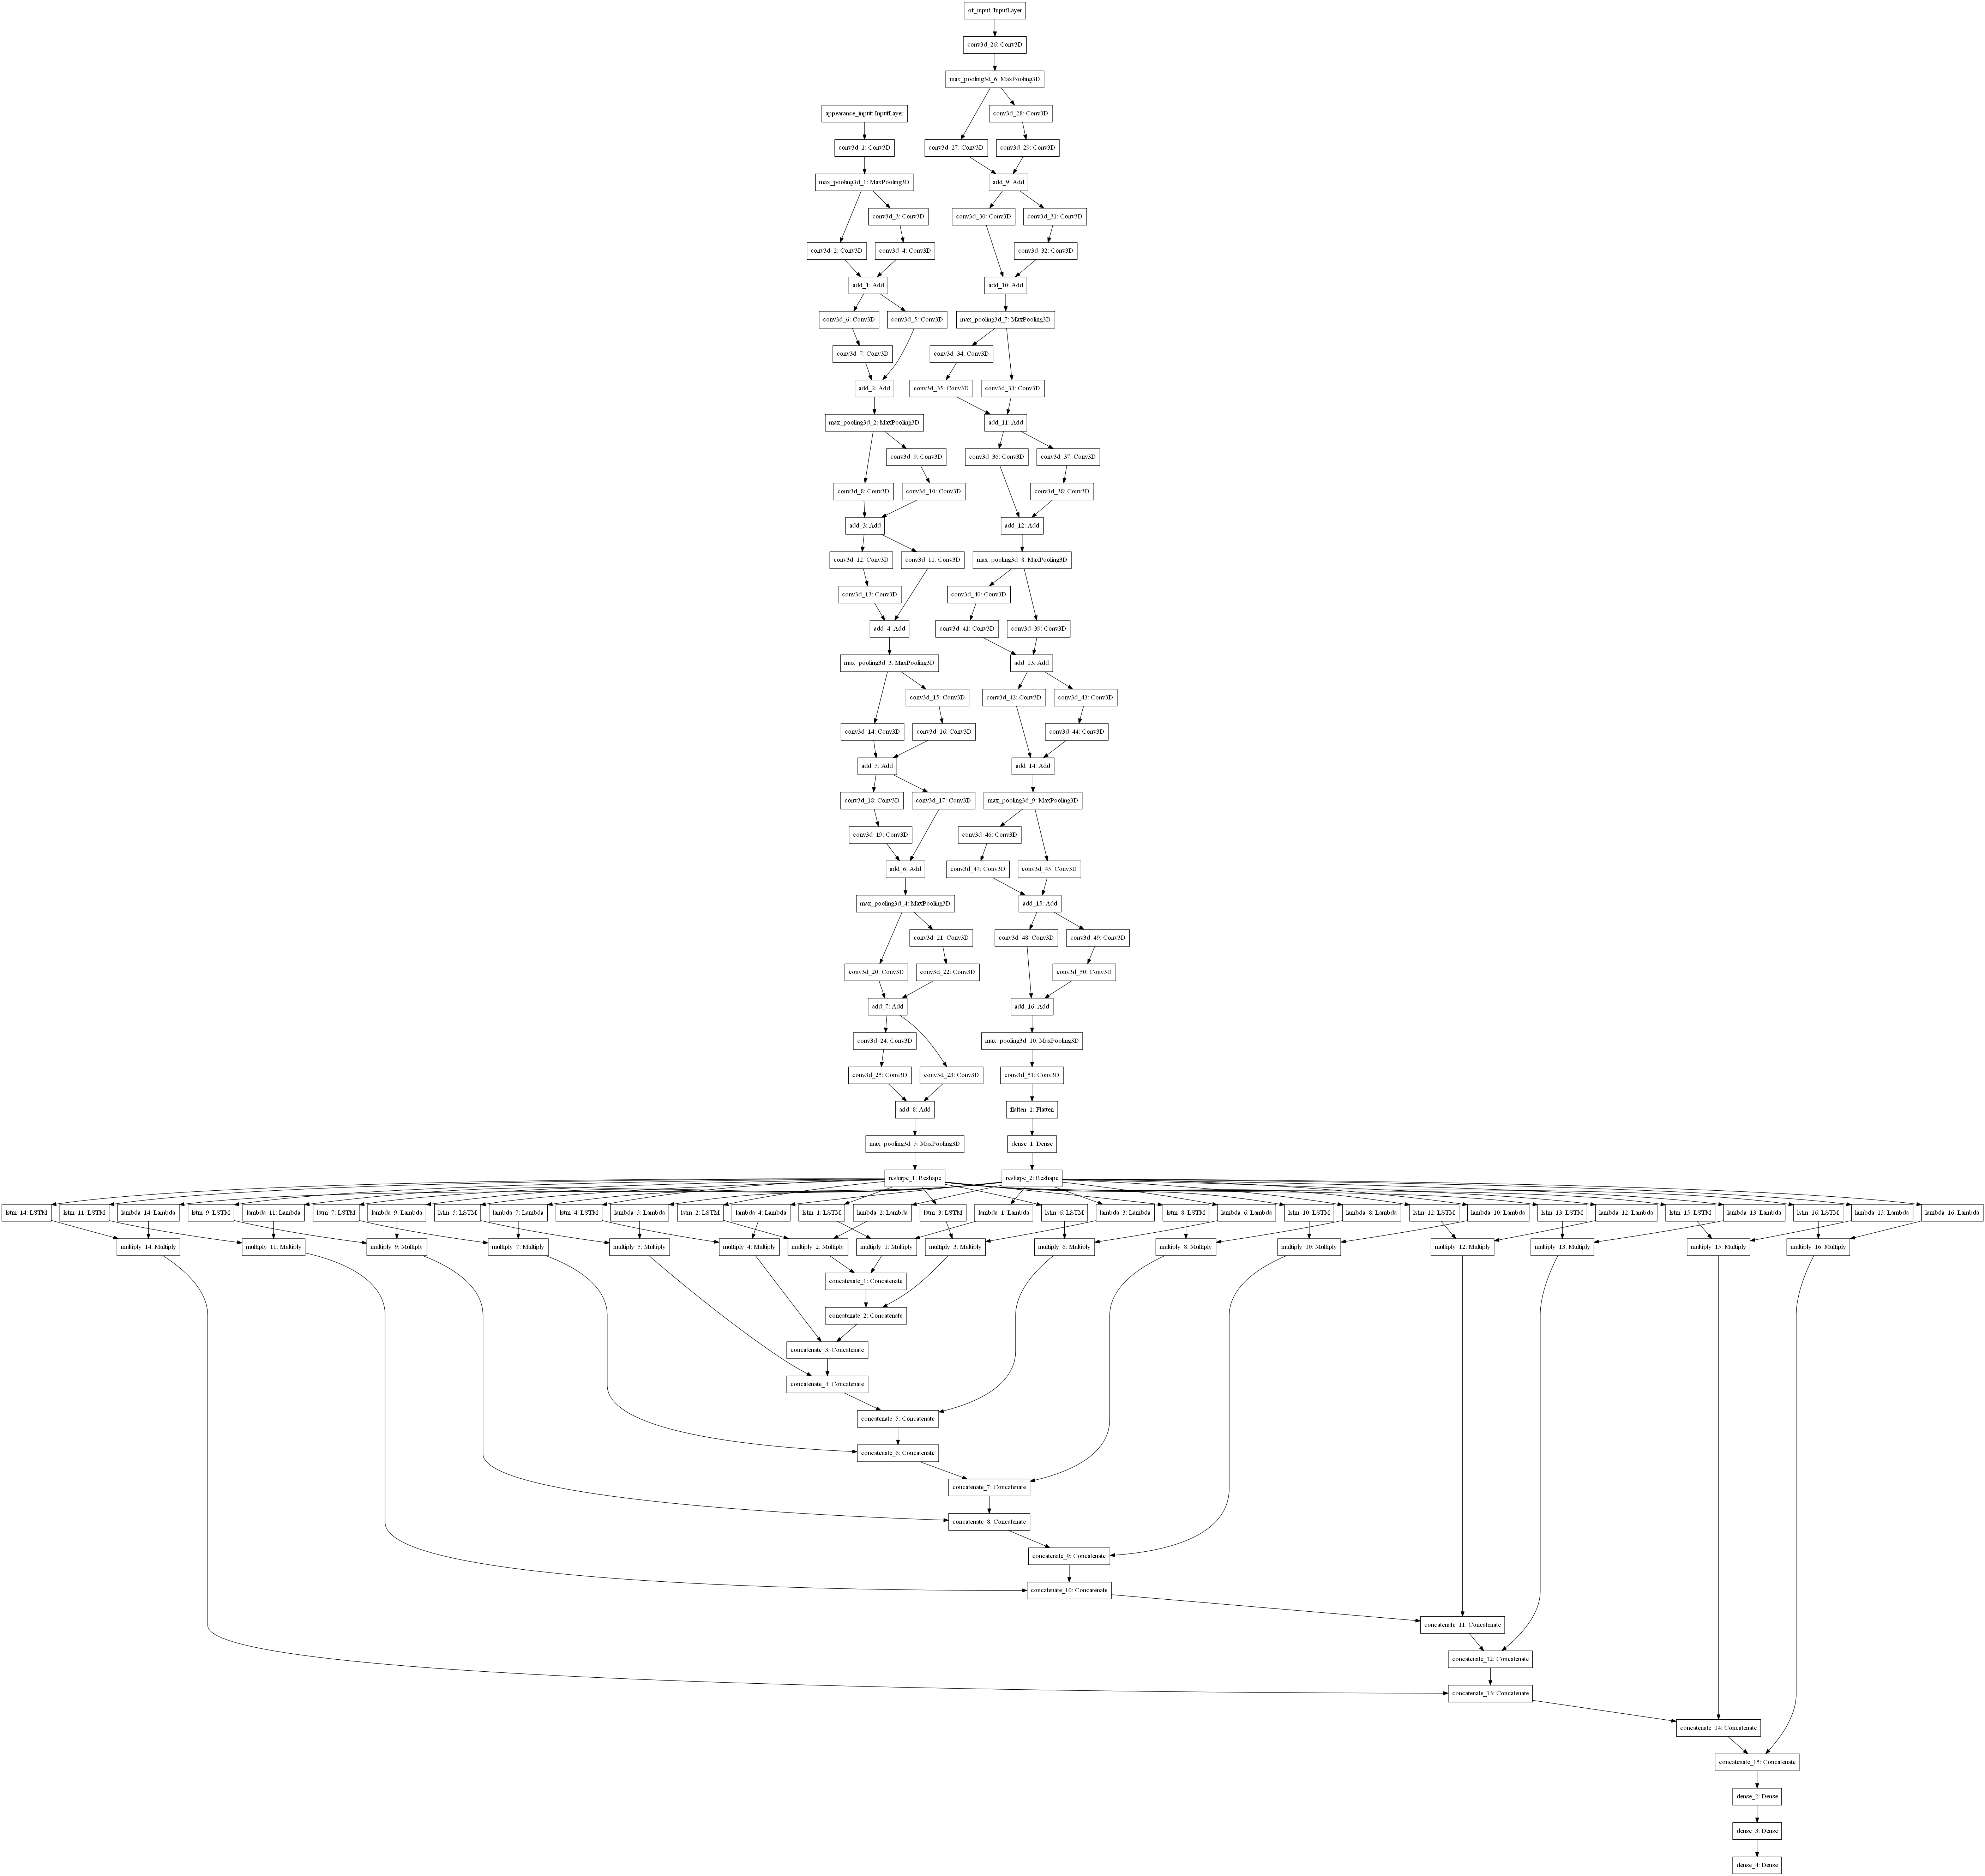 of_input: InputLayer
conv3d_26: Conv3D
max_pooling3d_6: MaxPooling3D
appearance_input: InputLayer
conv3d_28: Conv3D
conv3d_1: Conv3D
conv3d_27: Conv3D
conv3d_29: Conv3D
max_pooling3d_1: MaxPooling3D
add_9: Add
conv3d_3: Conv3D
conv3d_30: Conv3D
conv3d_31: Conv3D
conv3d_2: Conv3D
conv3d_4: Conv3D
conv3d_32: Conv3D
add_1: Add
add_10: Add
conv3d_6: Conv3D
conv3d_5: Conv3D
max_pooling3d_7: MaxPooling3D
conv3d_7: Conv3D
conv3d_34: Conv3D
add_2: Add
conv3d_35: Conv3D
conv3d_33: Conv3D
max_pooling3d_2: MaxPooling3D
add_11: Add
conv3d_9: Conv3D
conv3d_36: Conv3D
conv3d_37: Conv3D
conv3d_8: Conv3D
conv3d_10: Conv3D
conv3d_38: Conv3D
add_3: Add
add_12: Add
conv3d_12: Conv3D
conv3d_11: Conv3D
max_pooling3d_8: MaxPooling3D
conv3d_13: Conv3D
conv3d_40: Conv3D
add_4: Add
conv3d_41: Conv3D
conv3d_39: Conv3D
max_pooling3d_3: MaxPooling3D
add_13: Add
conv3d_15: Conv3D
conv3d_42: Conv3D
conv3d_43: Conv3D
conv3d_14: Conv3D
conv3d_16: Conv3D
conv3d_44: Conv3D
add_5: Add
add_14: Add
conv3d_18: Conv3D
conv3d_17: Conv3D
max_pooling3d_9: MaxPooling3D
conv3d_19: Conv3D
conv3d_46: Conv3D
add_6: Add
conv3d_47: Conv3D
conv3d_45: Conv3D
max_pooling3d_4: MaxPooling3D
add_15: Add
conv3d_21: Conv3D
conv3d_48: Conv3D
conv3d_49: Conv3D
conv3d_20: Conv3D
conv3d_22: Conv3D
conv3d_50: Conv3D
add_7: Add
add_16: Add
conv3d_24: Conv3D
max_pooling3d_10: MaxPooling3D
conv3d_25: Conv3D
conv3d_23: Conv3D
conv3d_51: Conv3D
add_8: Add
flatten_1: Flatten
max_pooling3d_5: MaxPooling3D
dense_1: Dense
reshape_1: Reshape
reshape_2: Reshape
lstm_14: LSTM
lstm_11: LSTM
lambda_14: Lambda
lstm_9: LSTM
lambda_11: Lambda
lstm_7: LSTM
lambda_9: Lambda
lstm_5: LSTM
lambda_7: Lambda
lstm_4: LSTM
lambda_5: Lambda
lstm_2: LSTM
lambda_4: Lambda
lstm_1: LSTM
lambda_2: Lambda
lstm_3: LSTM
lambda_1: Lambda
lstm_6: LSTM
lambda_3: Lambda
lstm_8: LSTM
lambda_6: Lambda
lstm_10: LSTM
lambda_8: Lambda
lstm_12: LSTM
lambda_10: Lambda
lstm_13: LSTM
lambda_12: Lambda
lstm_15: LSTM
lambda_13: Lambda
lstm_16: LSTM
lambda_15: Lambda
lambda_16: Lambda
multiply_14: Multiply
multiply_11: Multiply
multiply_9: Multiply
multiply_7: Multiply
multiply_5: Multiply
multiply_4: Multiply
multiply_2: Multiply
multiply_1: Multiply
multiply_3: Multiply
multiply_6: Multiply
multiply_8: Multiply
multiply_10: Multiply
multiply_12: Multiply
multiply_13: Multiply
multiply_15: Multiply
multiply_16: Multiply
concatenate_1: Concatenate
concatenate_2: Concatenate
concatenate_3: Concatenate
concatenate_4: Concatenate
concatenate_5: Concatenate
concatenate_6: Concatenate
concatenate_7: Concatenate
concatenate_8: Concatenate
concatenate_9: Concatenate
concatenate_10: Concatenate
concatenate_11: Concatenate
concatenate_12: Concatenate
concatenate_13: Concatenate
concatenate_14: Concatenate
concatenate_15: Concatenate
dense_2: Dense
dense_3: Dense
dense_4: Dense